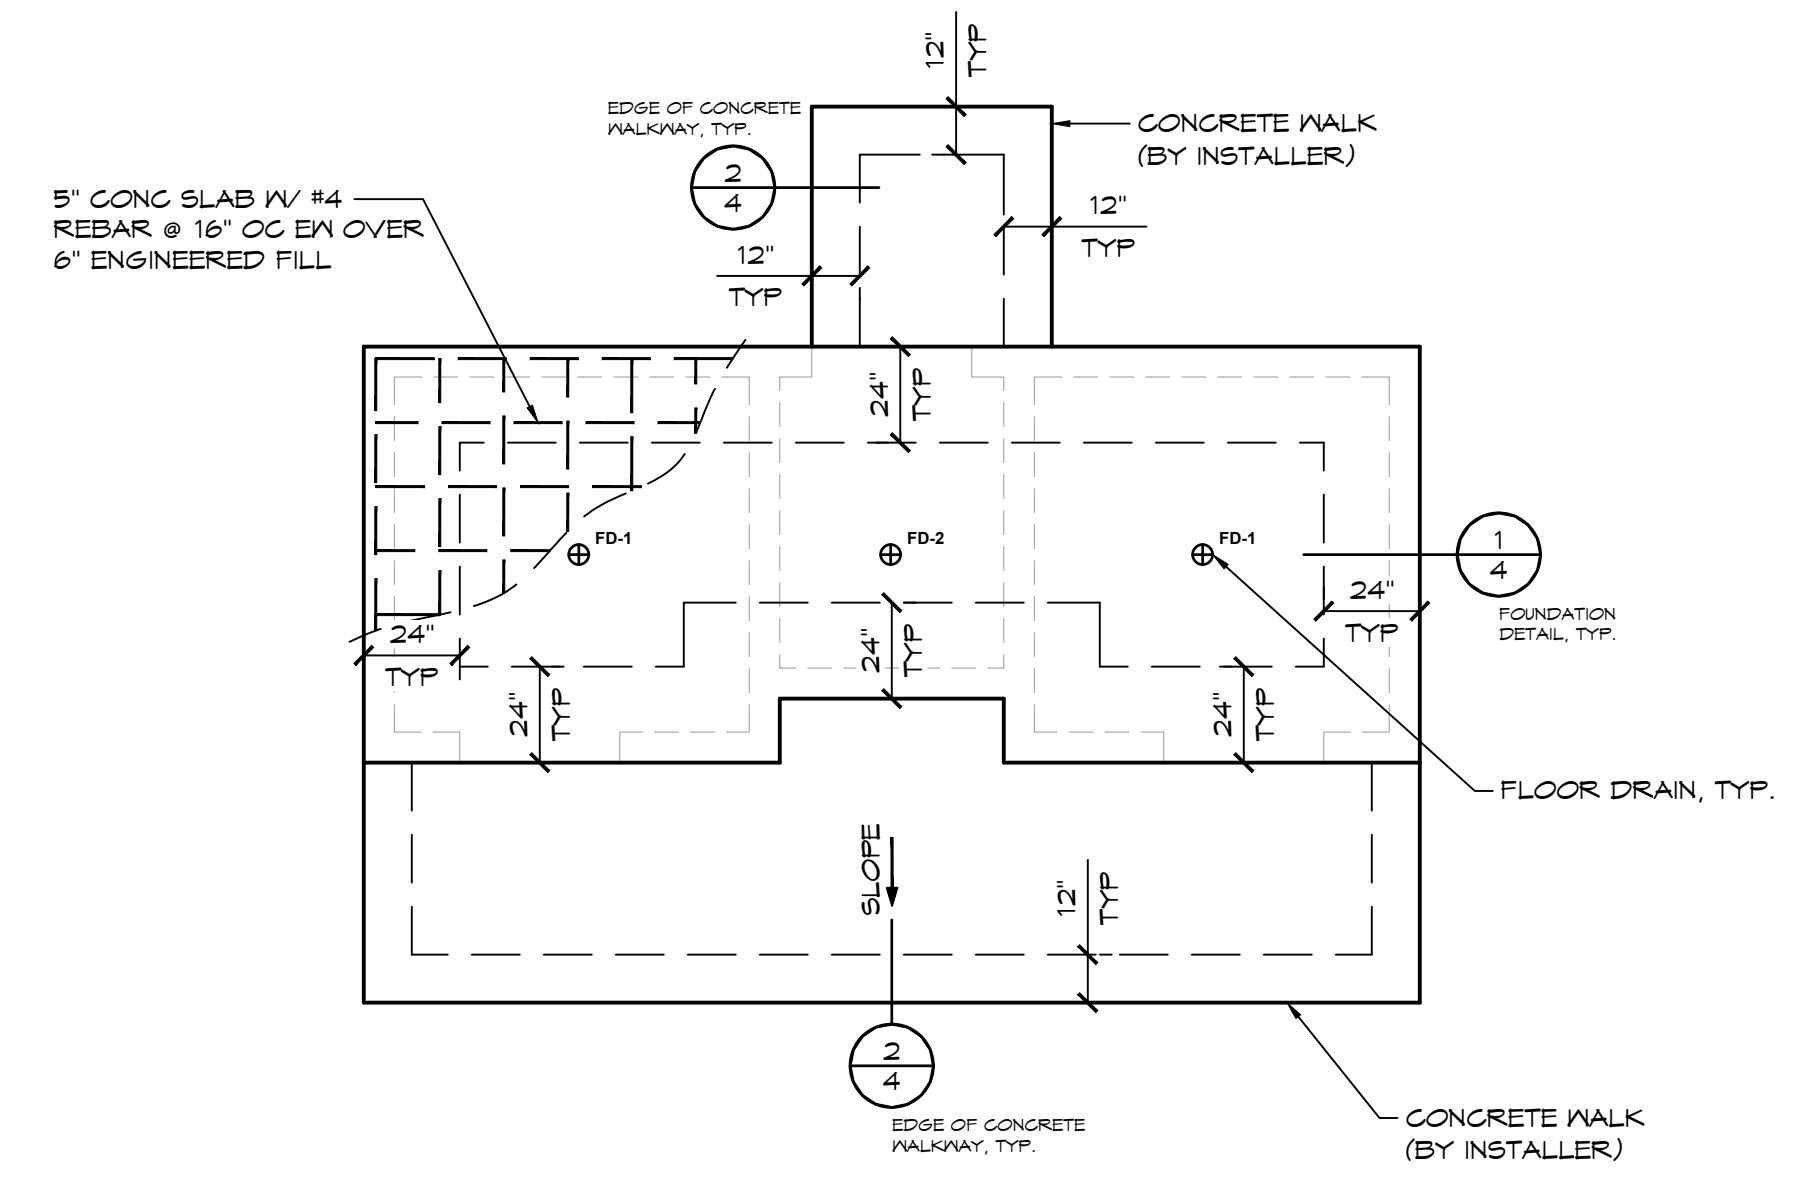 12"
TYP
EDGE OF CONCRETE
WALKWAY, TYP.
2
4
CONCRETE WALK
(BY INSTALLER)
5" CONC SLAB W/ #4
REBAR @ 16" OC EW OVER
6" ENGINEERED FILL
12"
TYP
12"
TYP
24"
TYP
FD-1
FD-2
FD-1
1
4
FOUNDATION
DETAIL, TYP.
24"
TYP
24"
TYP
24"
TYP
24"
TYP
24"
TYP
FLOOR DRAIN, TYP.
SLOPE
12"
TYP
2
4
EDGE OF CONCRETE
WALKWAY, TYP.
CONCRETE WALK
(BY INSTALLER)